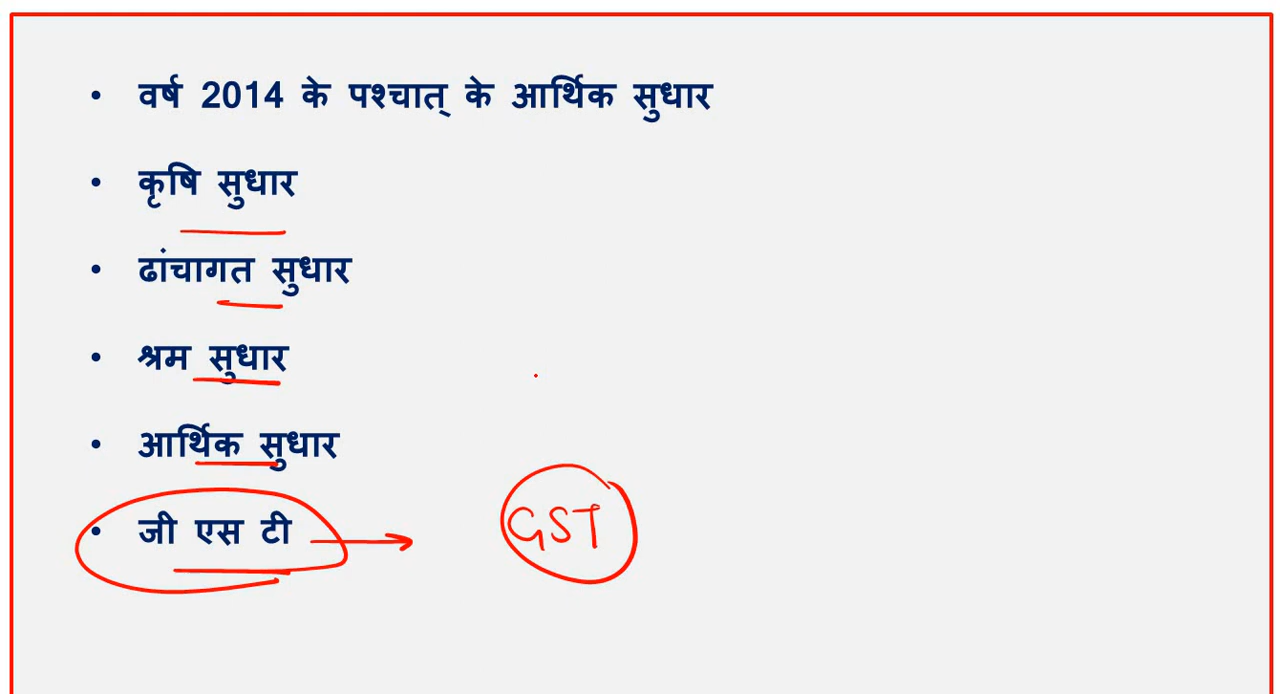 • वर्ष 2014 के पश्चात् के आर्थिक सुधार
• कृषि सुधार
• ढांचागत सुधार
• श्रम सुधार
• आर्थिक सुधार
• जी एस टी → GST